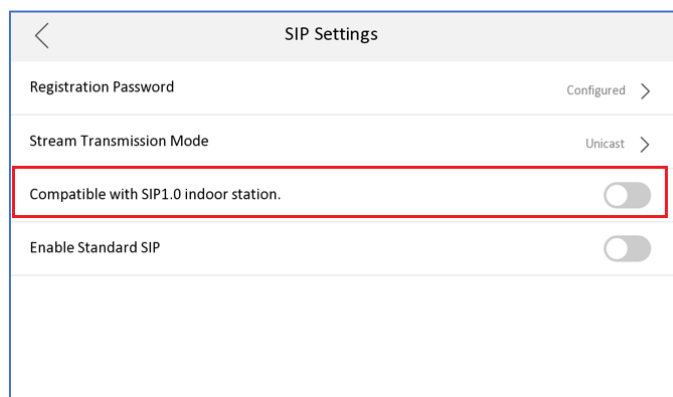 SIP Settings
Registration Password
Configured
Stream Transmission Mode
Unicast
Compatible with SIP1.0 indoor station.
Enable Standard SIP